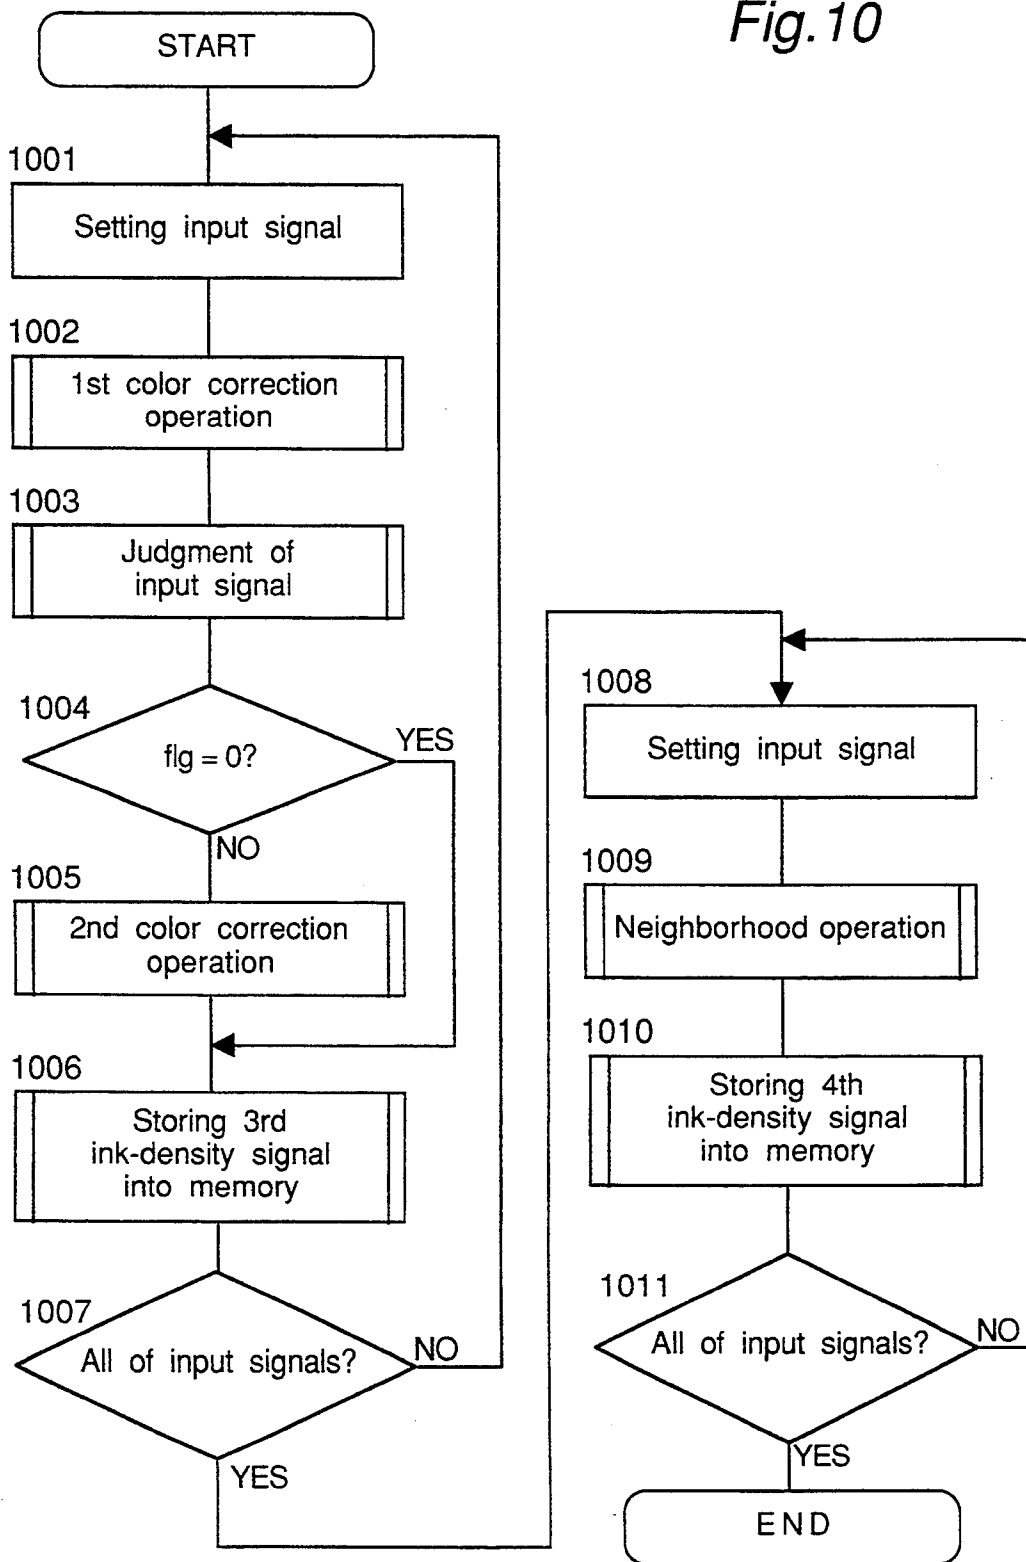 Fig.10
START
1001
Setting input signal
1002
1st color correction
operation
1003
Judgment of
input signal
1004
flg = 0?
YES
NO
1005
2nd color correction
operation
1006
Storing 3rd
ink-density signal
into memory
1007
All of input signals?
NO
YES
1008
Setting input signal
1009
Neighborhood operation
1010
Storing 4th
ink-density signal
into memory
1011
All of input signals?
NO
YES
END